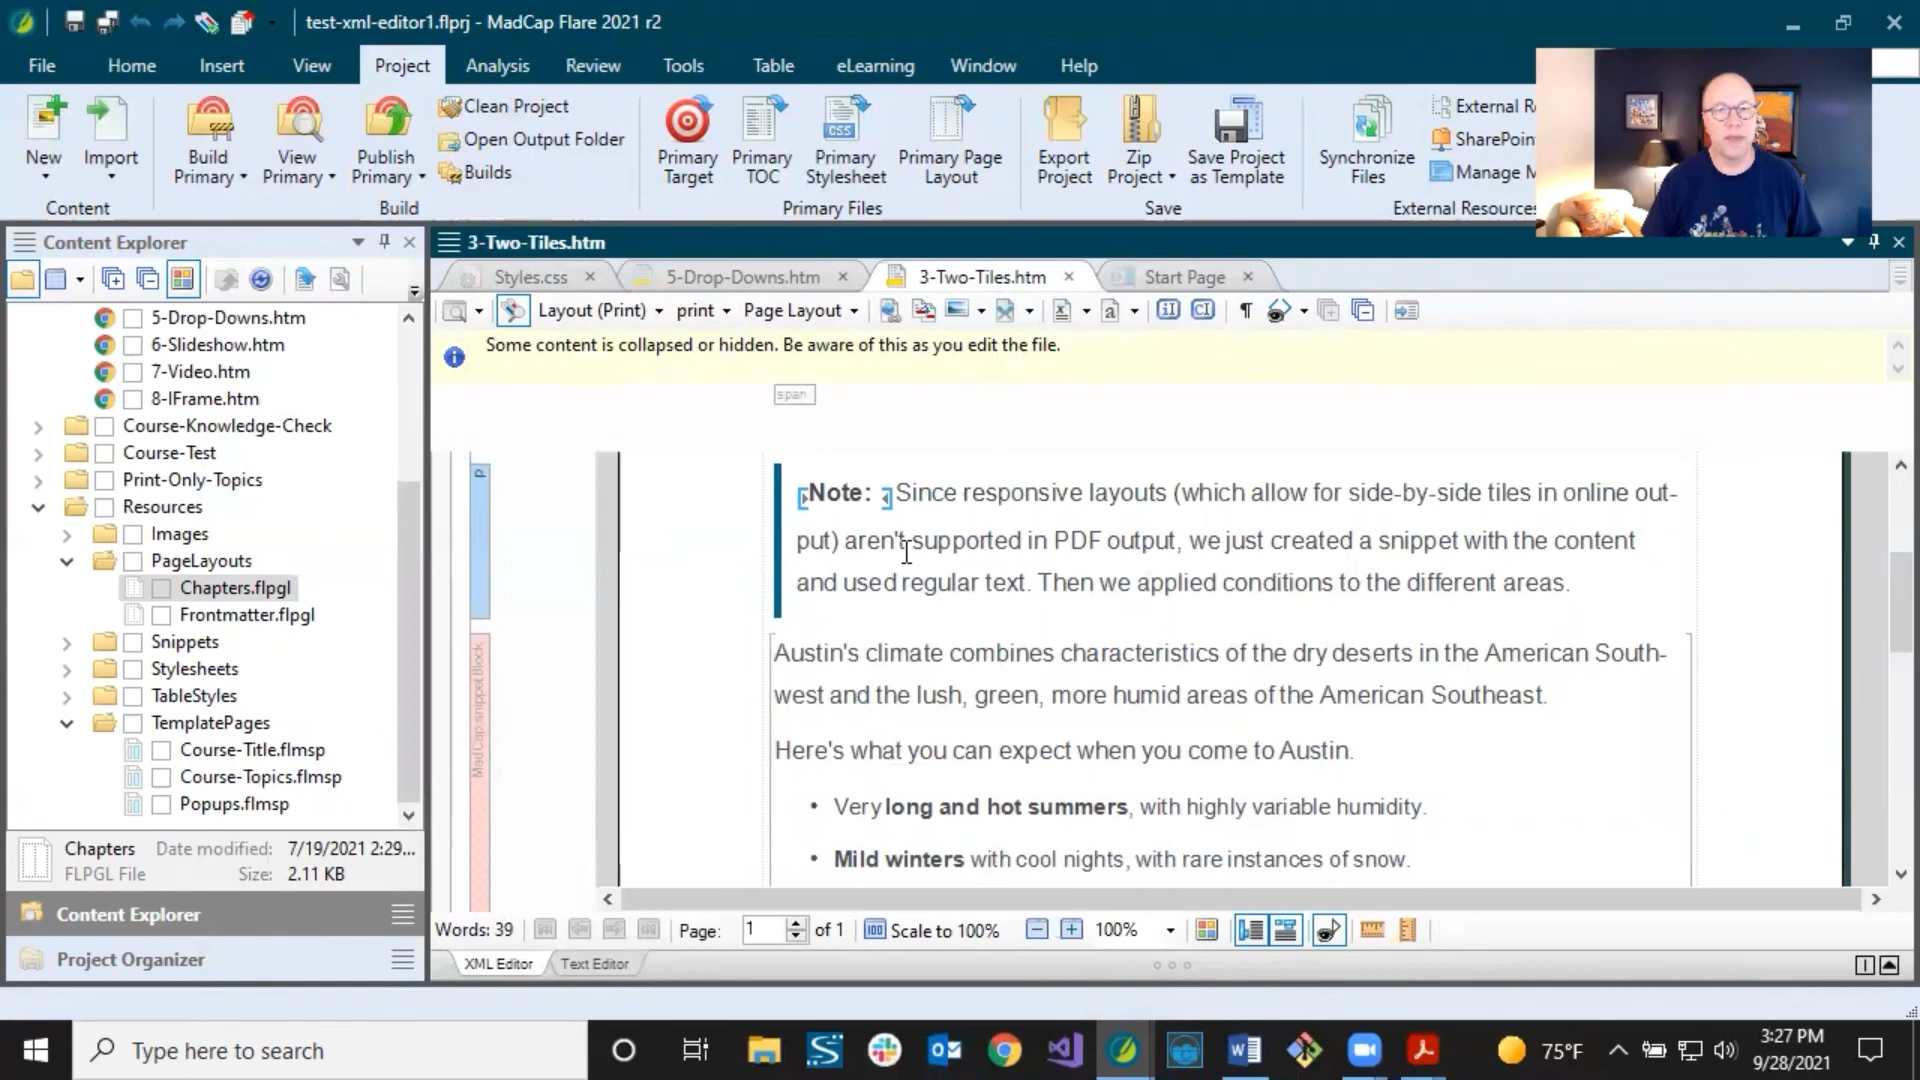 test-xml-editor1.flprj - MadCap Flare 2021 r2
File Home Insert View Project Analysis Review Tools Table eLearning Window Help
New
Import
Content
Build Primary
View Primary
Publish Primary
Clean Project
Open Output Folder
Builds
Build
Primary Target
Primary TOC
CSS
Primary Stylesheet
Primary Page Layout
Primary Files
Export Project
Zip Project
Save Project as Template
Save
Synchronize Files
External Re
SharePoin
Manage M
External Resource
Content Explorer
5-Drop-Downs.htm
6-Slideshow.htm
7-Video.htm
8-IFrame.htm
Course-Knowledge-Check
Course-Test
Print-Only-Topics
Resources
Images
PageLayouts
Chapters.flpgl
Frontmatter.flpgl
Snippets
Stylesheets
TableStyles
TemplatePages
Course-Title.flmsp
Course-Topics.flmsp
Popups.flmsp
Chapters Date modified: 7/19/2021 2:29...
FLPGL File Size: 2.11 KB
Content Explorer
Project Organizer
3-Two-Tiles.htm
Styles.css 5-Drop-Downs.htm 3-Two-Tiles.htm Start Page
Layout (Print) print Page Layout
Some content is collapsed or hidden. Be aware of this as you edit the file.
span
p
Note: Since responsive layouts (which allow for side-by-side tiles in online out-
put) aren't supported in PDF output, we just created a snippet with the content
and used regular text. Then we applied conditions to the different areas.
MadCap:snippetBlock
Austin's climate combines characteristics of the dry deserts in the American South-
west and the lush, green, more humid areas of the American Southeast.
Here's what you can expect when you come to Austin.
• Very long and hot summers, with highly variable humidity.
• Mild winters with cool nights, with rare instances of snow.
Words: 39 Page: 1 of 1 100 Scale to 100% 100%
XML Editor Text Editor
Type here to search
75°F
3:27 PM
9/28/2021